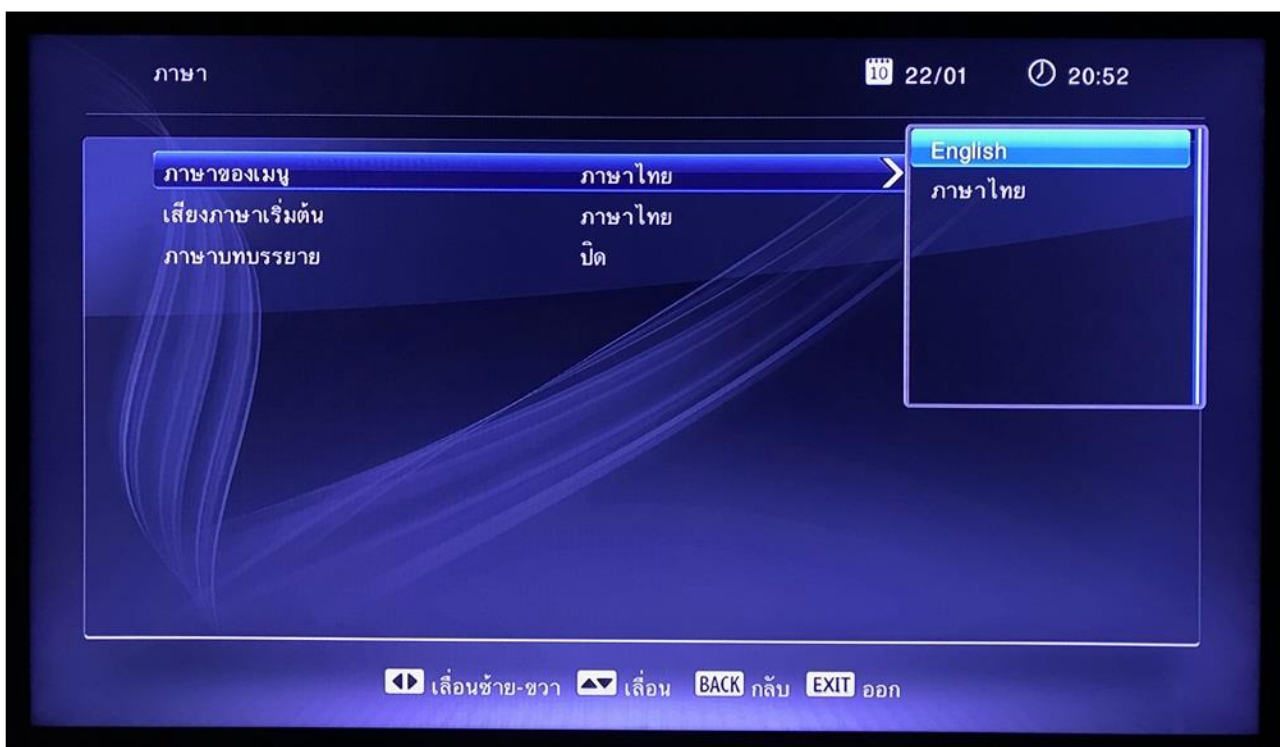 ภาษา 10 22/01 20:52
ภาษาของเมนู ภาษาไทย
เสียงภาษาเริ่มต้น ภาษาไทย
ภาษาบทบรรยาย ปิด
English
ภาษาไทย
เลื่อนซ้าย-ขวา เลื่อน BACK กลับ EXIT ออก